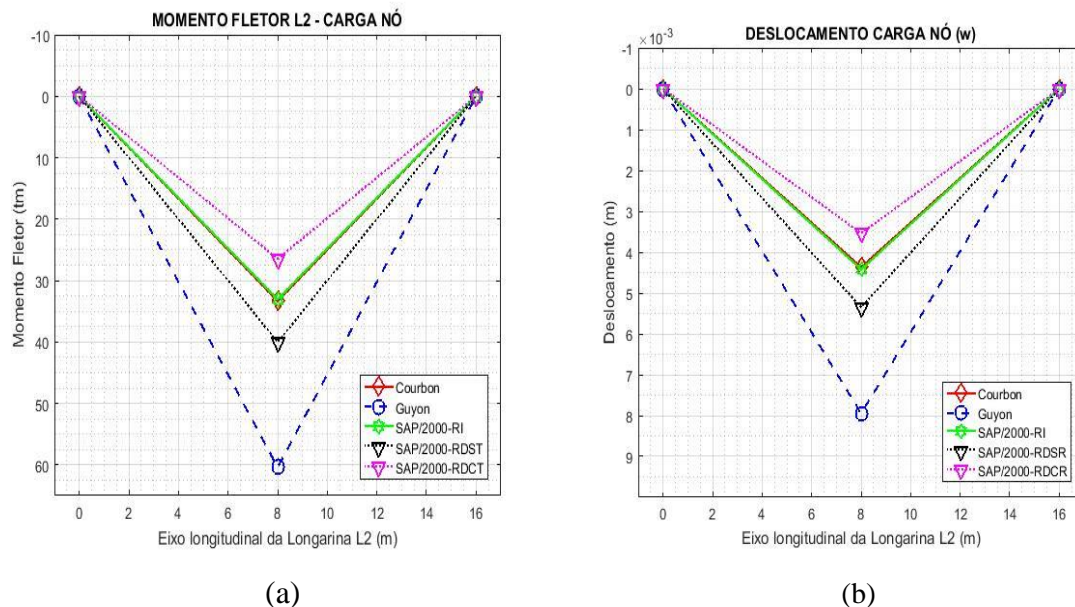 MOMENTO FLETOR L2 - CARGA NÓ
-10
0
10
20
30
40
50
60
Momento Fletor (tm)
0 2 4 6 8 10 12 14 16
Eixo longitudinal da Longarina L2 (m)
Courbon
Guyon
SAP/2000-RI
SAP/2000-RDST
SAP/2000-RDCT
(a)
DESLOCAMENTO CARGA NÓ (w)
×10⁻³
-1
0
1
2
3
4
5
6
7
8
9
Deslocamento (m)
0 2 4 6 8 10 12 14 16
Eixo longitudinal da Longarina L2 (m)
Courbon
Guyon
SAP/2000-RI
SAP/2000-RDSR
SAP/2000-RDCR
(b)